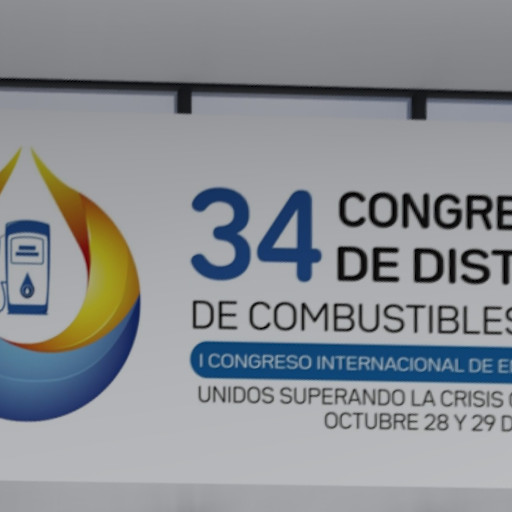 34 CONGRE
DE DIST
DE COMBUSTIBLES
I CONGRESO INTERNACIONAL DE E
UNIDOS SUPERANDO LA CRISIS
OCTUBRE 28 Y 29 D